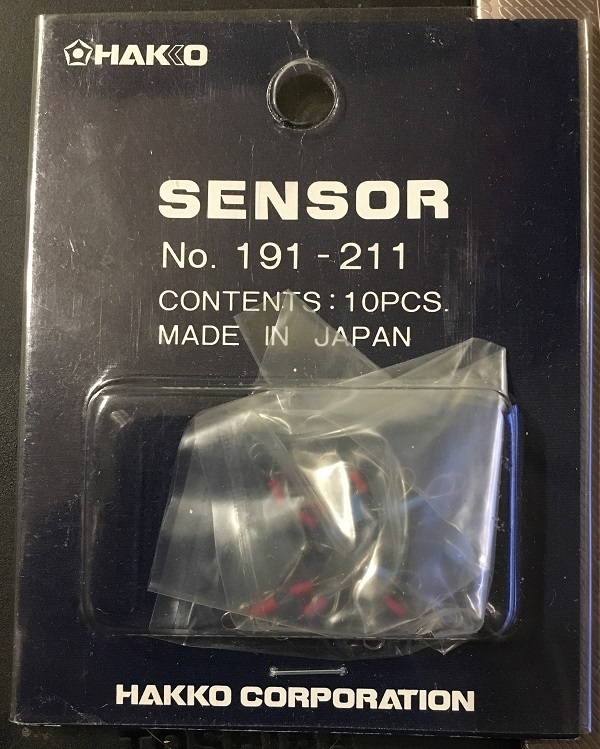 HAKKO
SENSOR
No. 191-211
CONTENTS: 10PCS.
MADE IN JAPAN
HAKKO CORPORATION